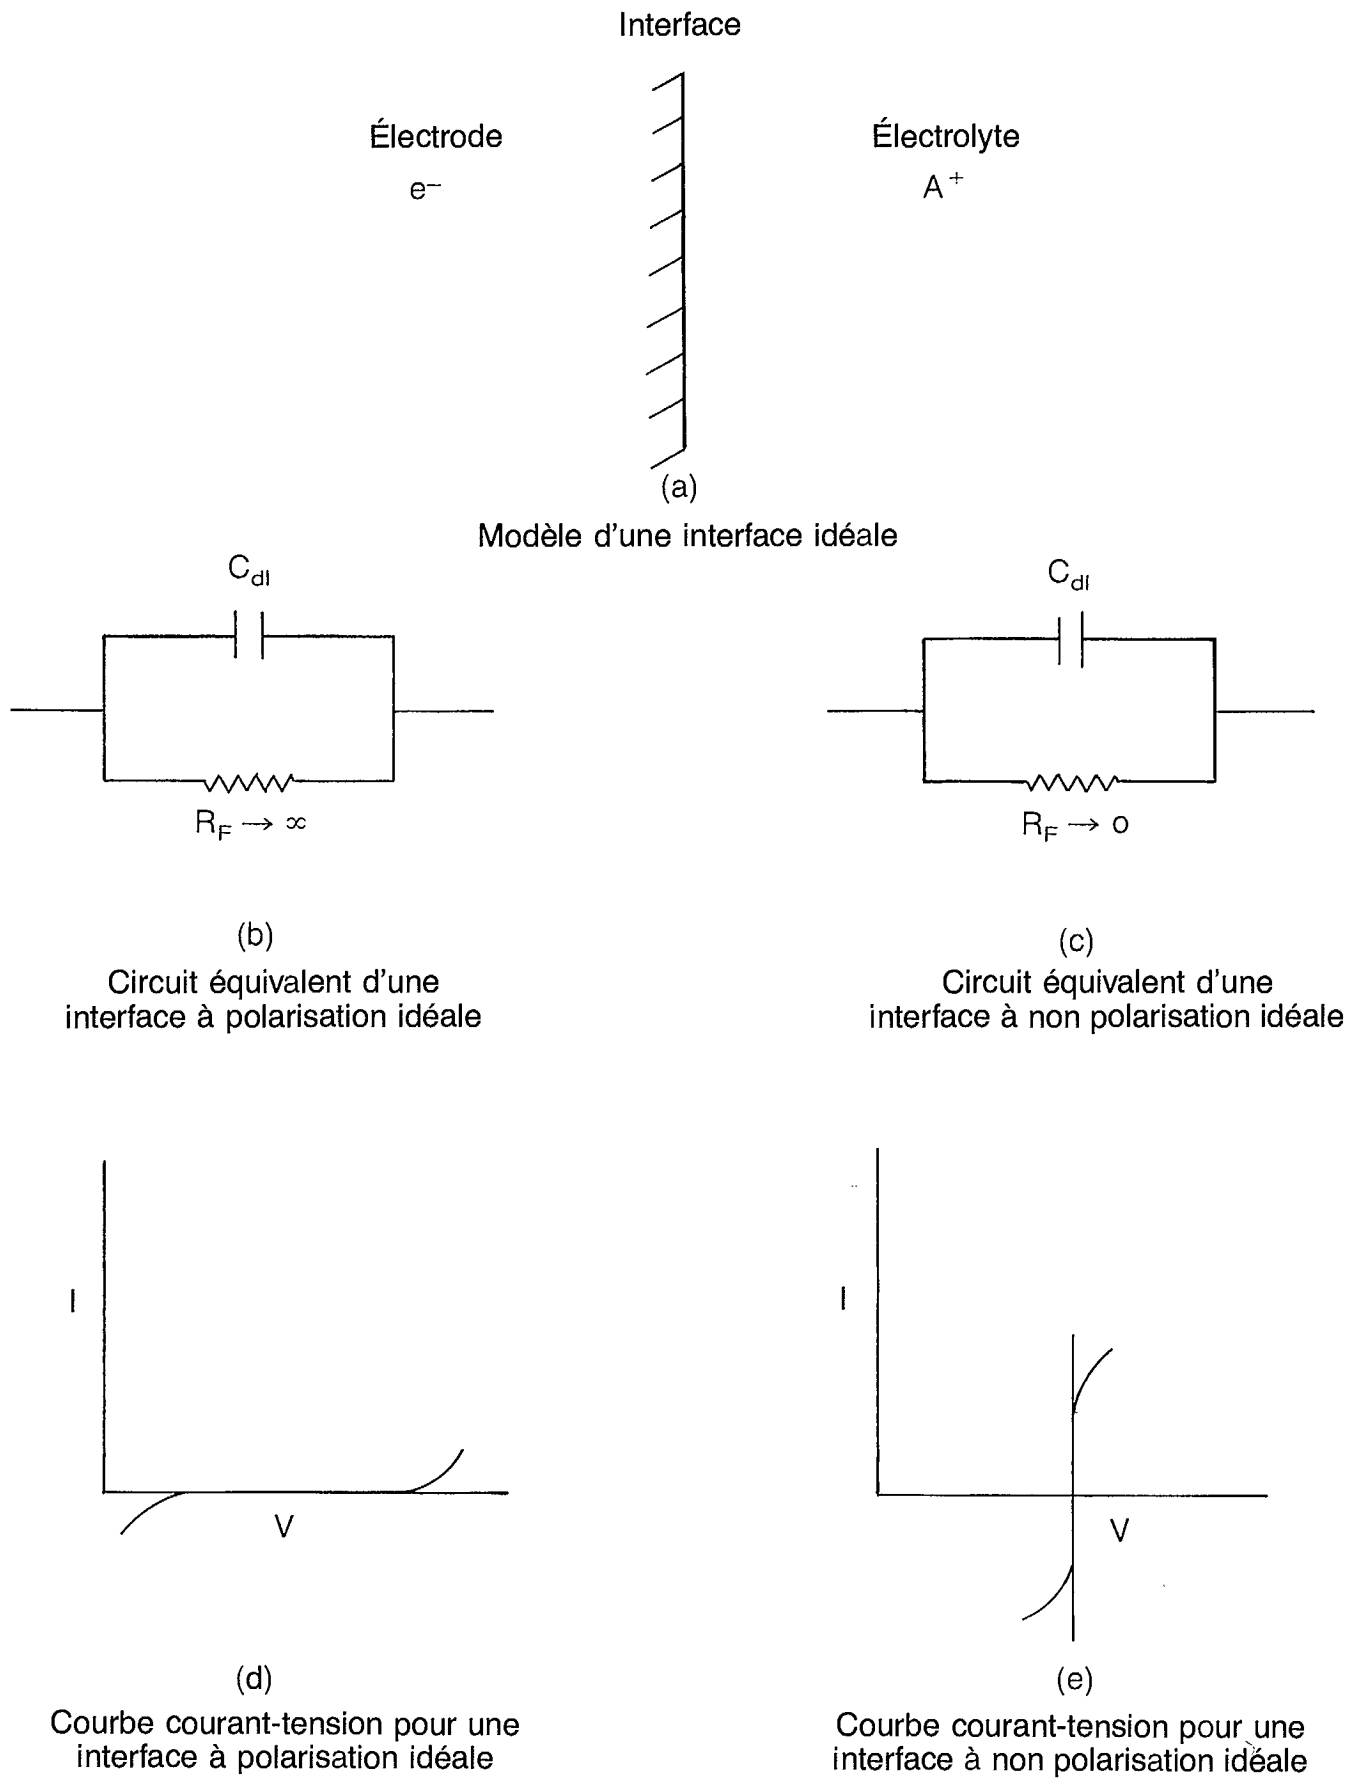 Interface
Électrode
Électrolyte
e⁻
A⁺
(a)
Modèle d'une interface idéale
C_dl
C_dl
R_F → ∞
R_F → o
(b)
Circuit équivalent d'une
interface à polarisation idéale
(c)
Circuit équivalent d'une
interface à non polarisation idéale
I
V
I
V
(d)
Courbe courant-tension pour une
interface à polarisation idéale
(e)
Courbe courant-tension pour une
interface à non polarisation idéale